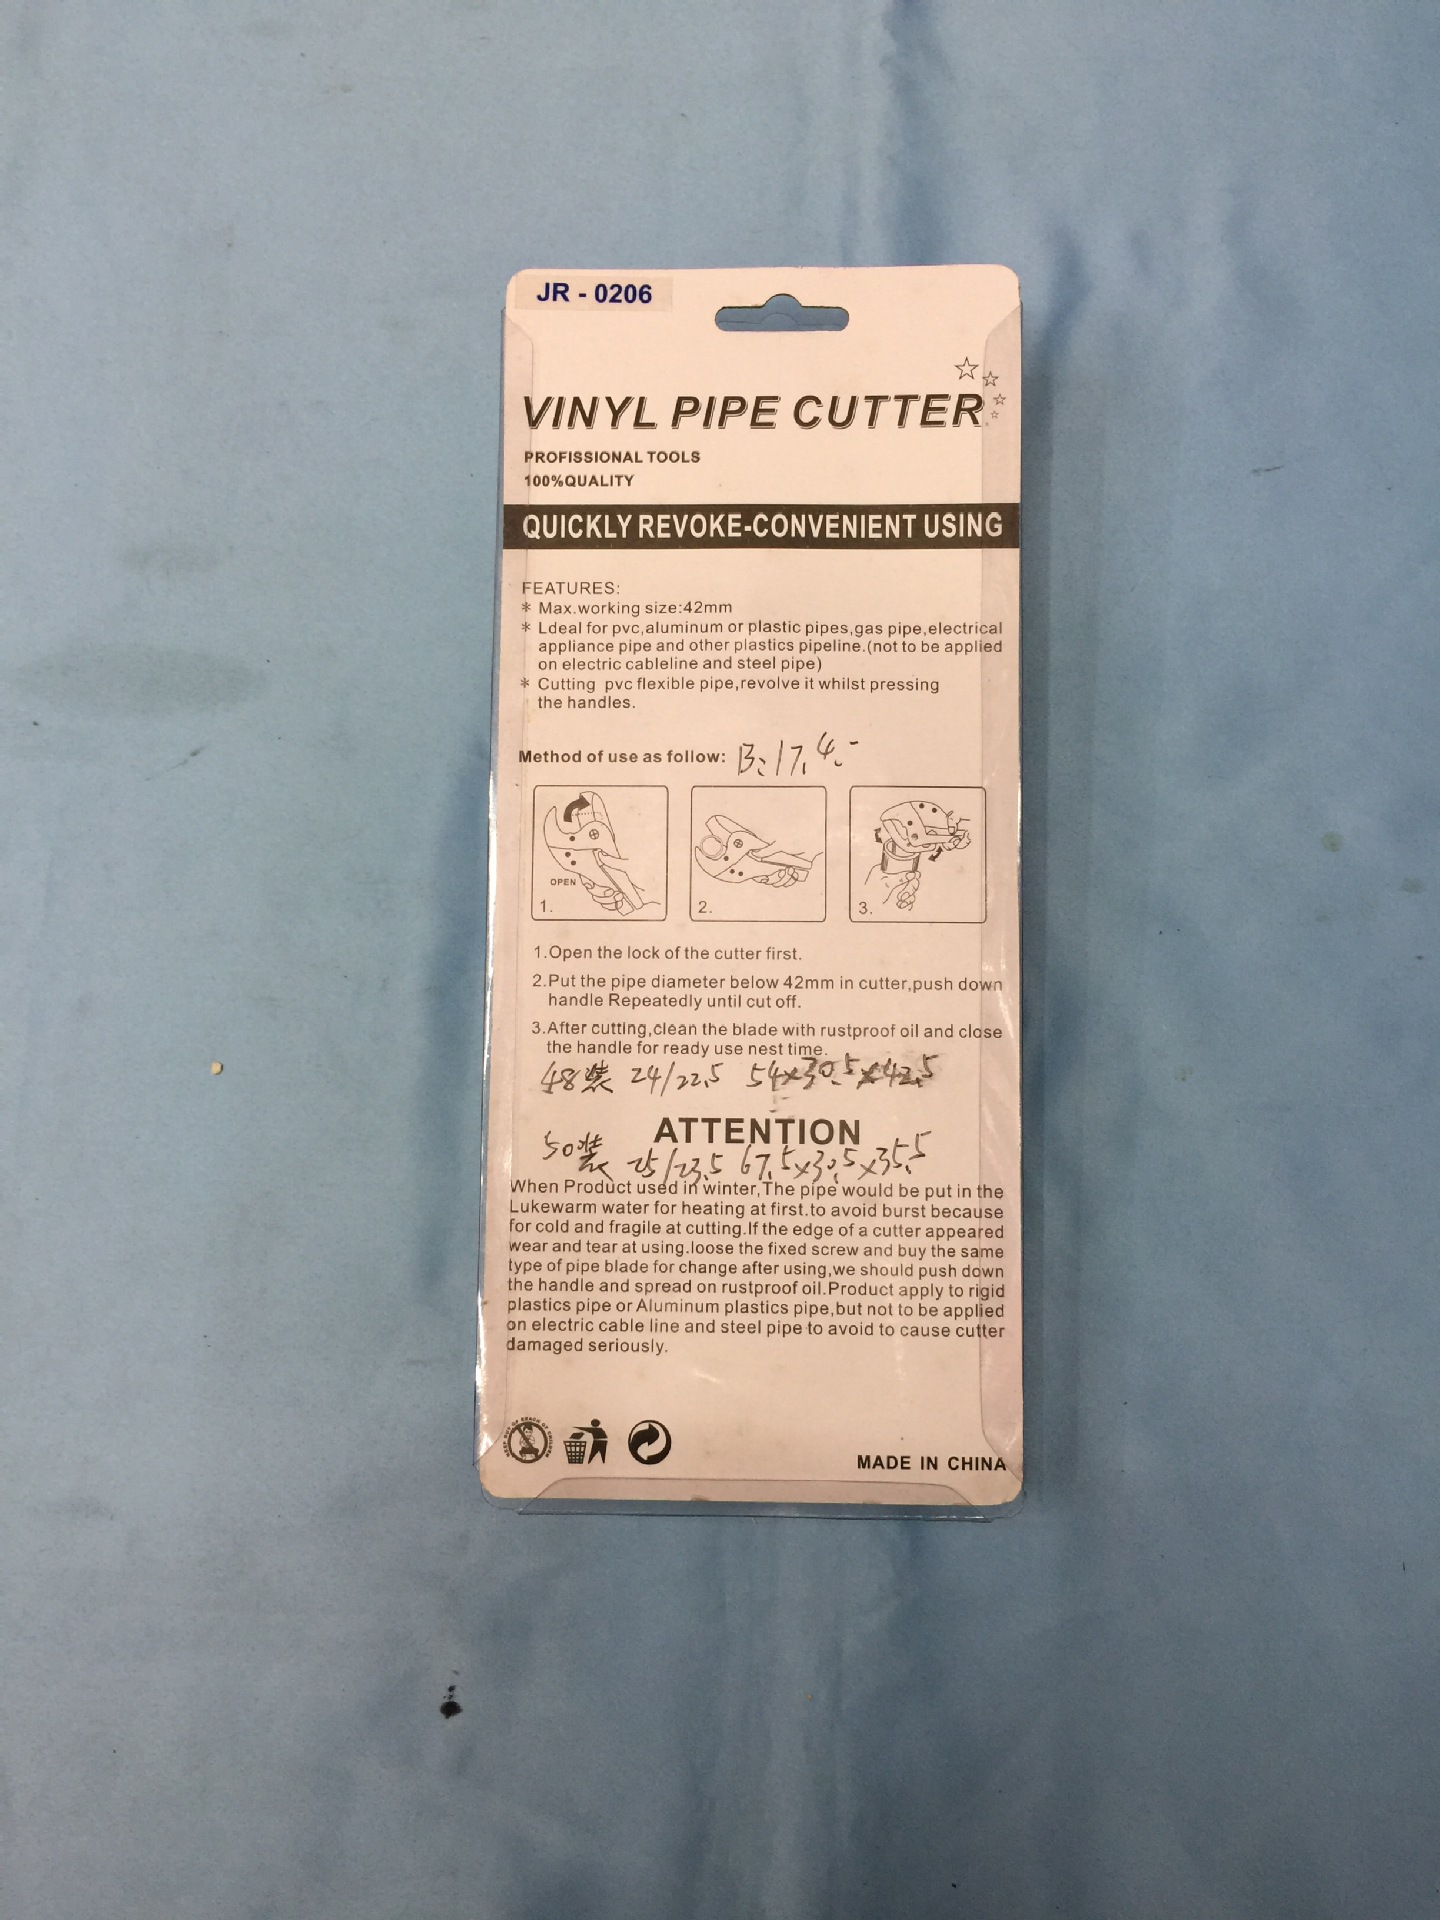 JR - 0206
VINYL PIPE CUTTER
PROFISSIONAL TOOLS
100%QUALITY
QUICKLY REVOKE-CONVENIENT USING
FEATURES:
* Max.working size:42mm
* Ldeal for pvc,aluminum or plastic pipes,gas pipe,electrical
appliance pipe and other plastics pipeline.(not to be applied
on electric cableline and steel pipe)
* Cutting pvc flexible pipe,revolve it whilst pressing
the handles.
Method of use as follow: B:17.4.-
OPEN
1. 2. 3.
1.Open the lock of the cutter first.
2.Put the pipe diameter below 42mm in cutter,push down
handle Repeatedly until cut off.
3.After cutting,clean the blade with rustproof oil and close
the handle for ready use nest time.
48装 24/22.5 54x30.5x42.5
ATTENTION
50装 25/23.5 67.5x30.5x35.5
When Product used in winter,The pipe would be put in the
Lukewarm water for heating at first.to avoid burst because
for cold and fragile at cutting.If the edge of a cutter appeared
wear and tear at using.loose the fixed screw and buy the same
type of pipe blade for change after using,we should push down
the handle and spread on rustproof oil.Product apply to rigid
plastics pipe or Aluminum plastics pipe,but not to be applied
on electric cable line and steel pipe to avoid to cause cutter
damaged seriously.
KEEP OUT OF REACH OF CHILDREN
MADE IN CHINA